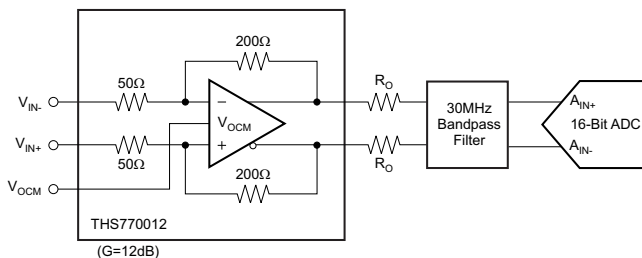 200Ω
50Ω
V_IN-
V_IN+
V_OCM
50Ω
−
V_OCM
+
200Ω
THS770012
(G=12dB)
R_O
R_O
30MHz
Bandpass
Filter
A_IN+
16-Bit ADC
A_IN-